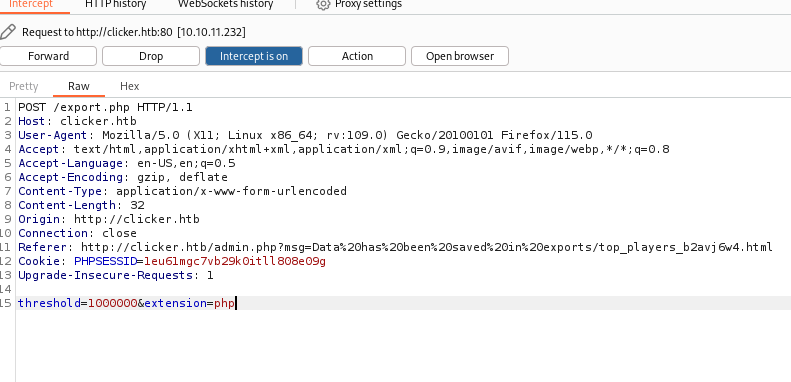 Intercept HTTP history WebSockets history Proxy settings
Request to http://clicker.htb:80 [10.10.11.232]
Forward Drop Intercept is on Action Open browser
Pretty Raw Hex
1 POST /export.php HTTP/1.1
2 Host: clicker.htb
3 User-Agent: Mozilla/5.0 (X11; Linux x86_64; rv:109.0) Gecko/20100101 Firefox/115.0
4 Accept: text/html,application/xhtml+xml,application/xml;q=0.9,image/avif,image/webp,*/*;q=0.8
5 Accept-Language: en-US,en;q=0.5
6 Accept-Encoding: gzip, deflate
7 Content-Type: application/x-www-form-urlencoded
8 Content-Length: 32
9 Origin: http://clicker.htb
10 Connection: close
11 Referer: http://clicker.htb/admin.php?msg=Data%20has%20been%20saved%20in%20exports/top_players_b2avj6w4.html
12 Cookie: PHPSESSID=1eu61mgc7vb29k0itll808e09g
13 Upgrade-Insecure-Requests: 1
14
15 threshold=1000000&extension=php